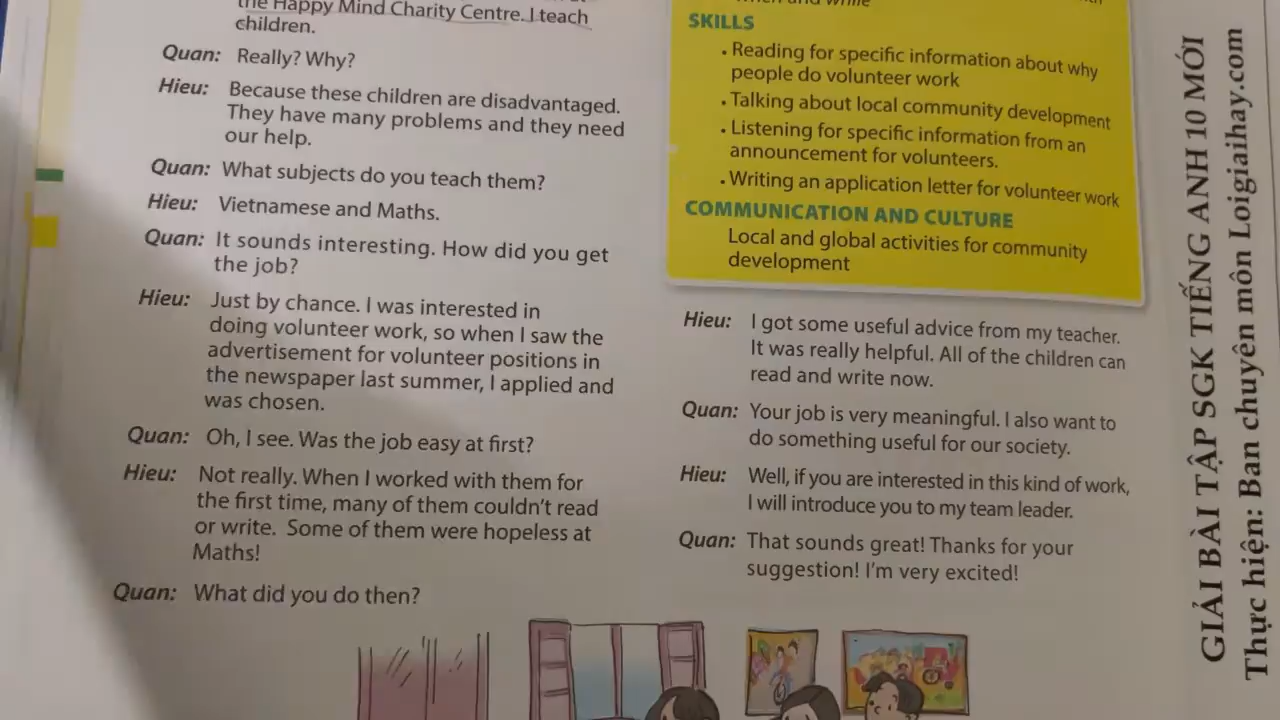 the Happy Mind Charity Centre. I teach
children.
Quan: Really? Why?
Hieu: Because these children are disadvantaged.
They have many problems and they need
our help.
Quan: What subjects do you teach them?
Hieu: Vietnamese and Maths.
Quan: It sounds interesting. How did you get
the job?
Hieu: Just by chance. I was interested in
doing volunteer work, so when I saw the
advertisement for volunteer positions in
the newspaper last summer, I applied and
was chosen.
Quan: Oh, I see. Was the job easy at first?
Hieu: Not really. When I worked with them for
the first time, many of them couldn't read
or write. Some of them were hopeless at
Maths!
Quan: What did you do then?
SKILLS
• Reading for specific information about why
people do volunteer work
• Talking about local community development
• Listening for specific information from an
announcement for volunteers.
• Writing an application letter for volunteer work
COMMUNICATION AND CULTURE
Local and global activities for community
development
Hieu: I got some useful advice from my teacher.
It was really helpful. All of the children can
read and write now.
Quan: Your job is very meaningful. I also want to
do something useful for our society.
Hieu: Well, if you are interested in this kind of work,
I will introduce you to my team leader.
Quan: That sounds great! Thanks for your
suggestion! I'm very excited!
GIẢI BÀI TẬP SGK TIẾNG ANH 10 MỚI
Thực hiện: Ban chuyên môn Loigiaihay.com